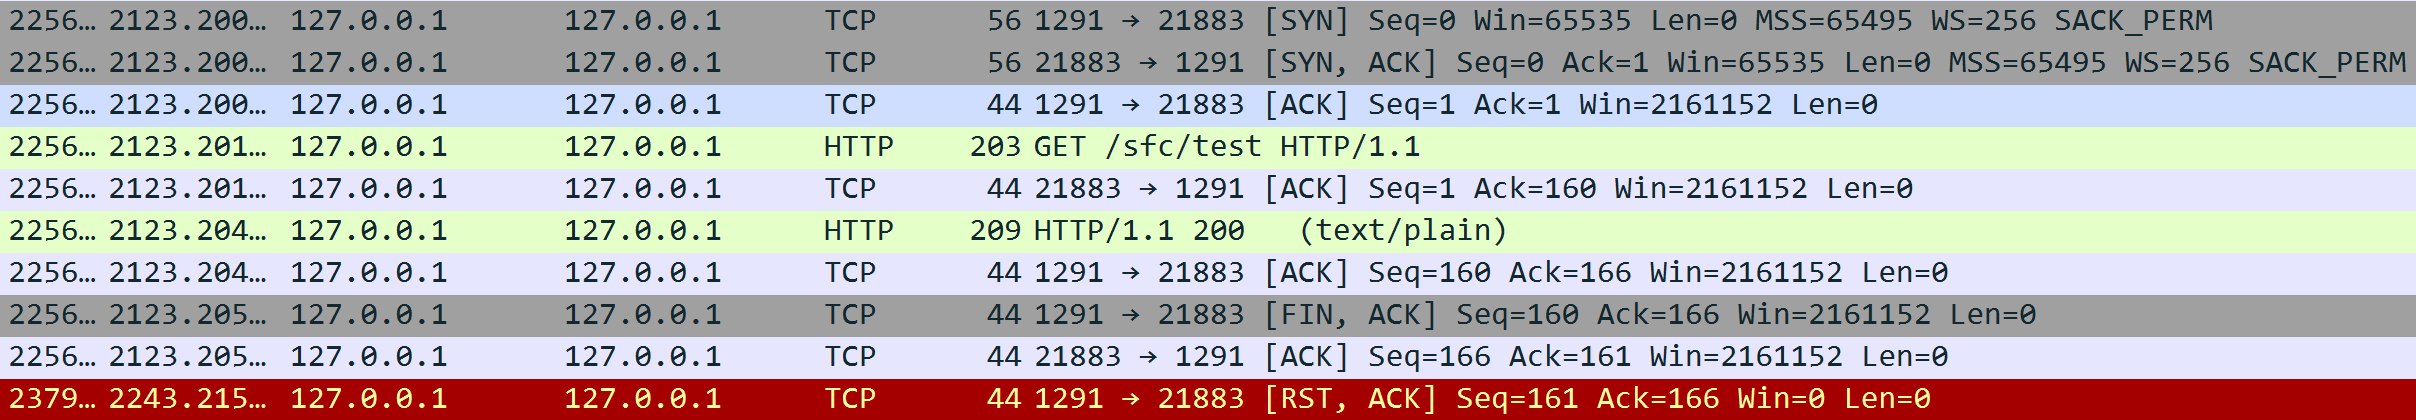 2256… 2123.200… 127.0.0.1 127.0.0.1 TCP 56 1291 → 21883 [SYN] Seq=0 Win=65535 Len=0 MSS=65495 WS=256 SACK_PERM
2256… 2123.200… 127.0.0.1 127.0.0.1 TCP 56 21883 → 1291 [SYN, ACK] Seq=0 Ack=1 Win=65535 Len=0 MSS=65495 WS=256 SACK_PERM
2256… 2123.200… 127.0.0.1 127.0.0.1 TCP 44 1291 → 21883 [ACK] Seq=1 Ack=1 Win=2161152 Len=0
2256… 2123.201… 127.0.0.1 127.0.0.1 HTTP 203 GET /sfc/test HTTP/1.1
2256… 2123.201… 127.0.0.1 127.0.0.1 TCP 44 21883 → 1291 [ACK] Seq=1 Ack=160 Win=2161152 Len=0
2256… 2123.204… 127.0.0.1 127.0.0.1 HTTP 209 HTTP/1.1 200 (text/plain)
2256… 2123.204… 127.0.0.1 127.0.0.1 TCP 44 1291 → 21883 [ACK] Seq=160 Ack=166 Win=2161152 Len=0
2256… 2123.205… 127.0.0.1 127.0.0.1 TCP 44 1291 → 21883 [FIN, ACK] Seq=160 Ack=166 Win=2161152 Len=0
2256… 2123.205… 127.0.0.1 127.0.0.1 TCP 44 21883 → 1291 [ACK] Seq=166 Ack=161 Win=2161152 Len=0
2379… 2243.215… 127.0.0.1 127.0.0.1 TCP 44 1291 → 21883 [RST, ACK] Seq=161 Ack=166 Win=0 Len=0